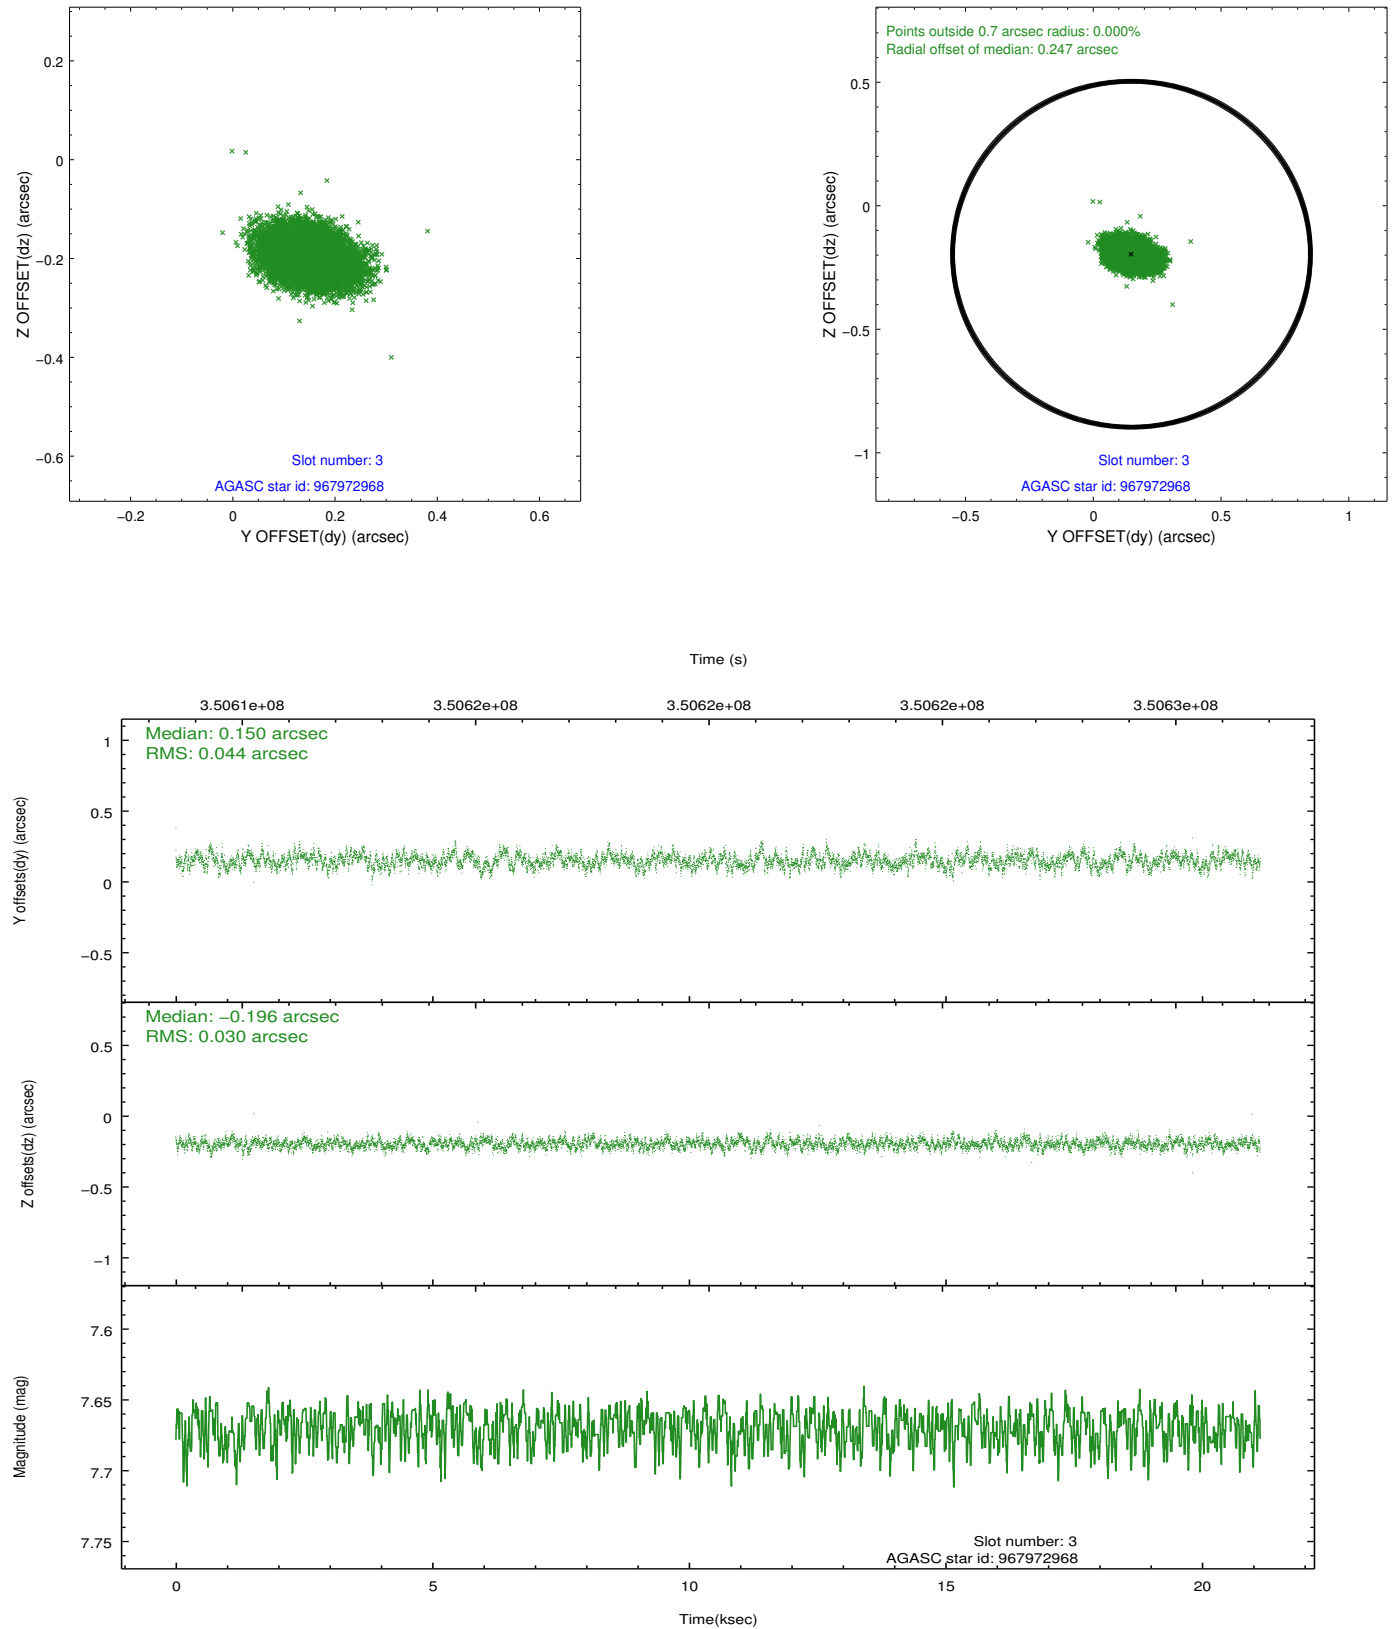 0.2
0
−0.2
−0.4
−0.6
Z OFFSET(dz) (arcsec)
Slot number: 3
AGASC star id: 967972968
−0.2 0 0.2 0.4 0.6
Y OFFSET(dy) (arcsec)
Points outside 0.7 arcsec radius: 0.000%
Radial offset of median: 0.247 arcsec
0.5
0
−0.5
−1
Z OFFSET(dz) (arcsec)
Slot number: 3
AGASC star id: 967972968
−0.5 0 0.5 1
Y OFFSET(dy) (arcsec)
Time (s)
3.5061e+08 3.5062e+08 3.5062e+08 3.5062e+08 3.5063e+08
Median: 0.150 arcsec
RMS: 0.044 arcsec
1
0.5
0
−0.5
Y offsets(dy) (arcsec)
Median: −0.196 arcsec
RMS: 0.030 arcsec
0.5
0
−0.5
−1
Z offsets(dz) (arcsec)
7.6
7.65
7.7
7.75
Magnitude (mag)
Slot number: 3
AGASC star id: 967972968
0 5 10 15 20
Time(ksec)